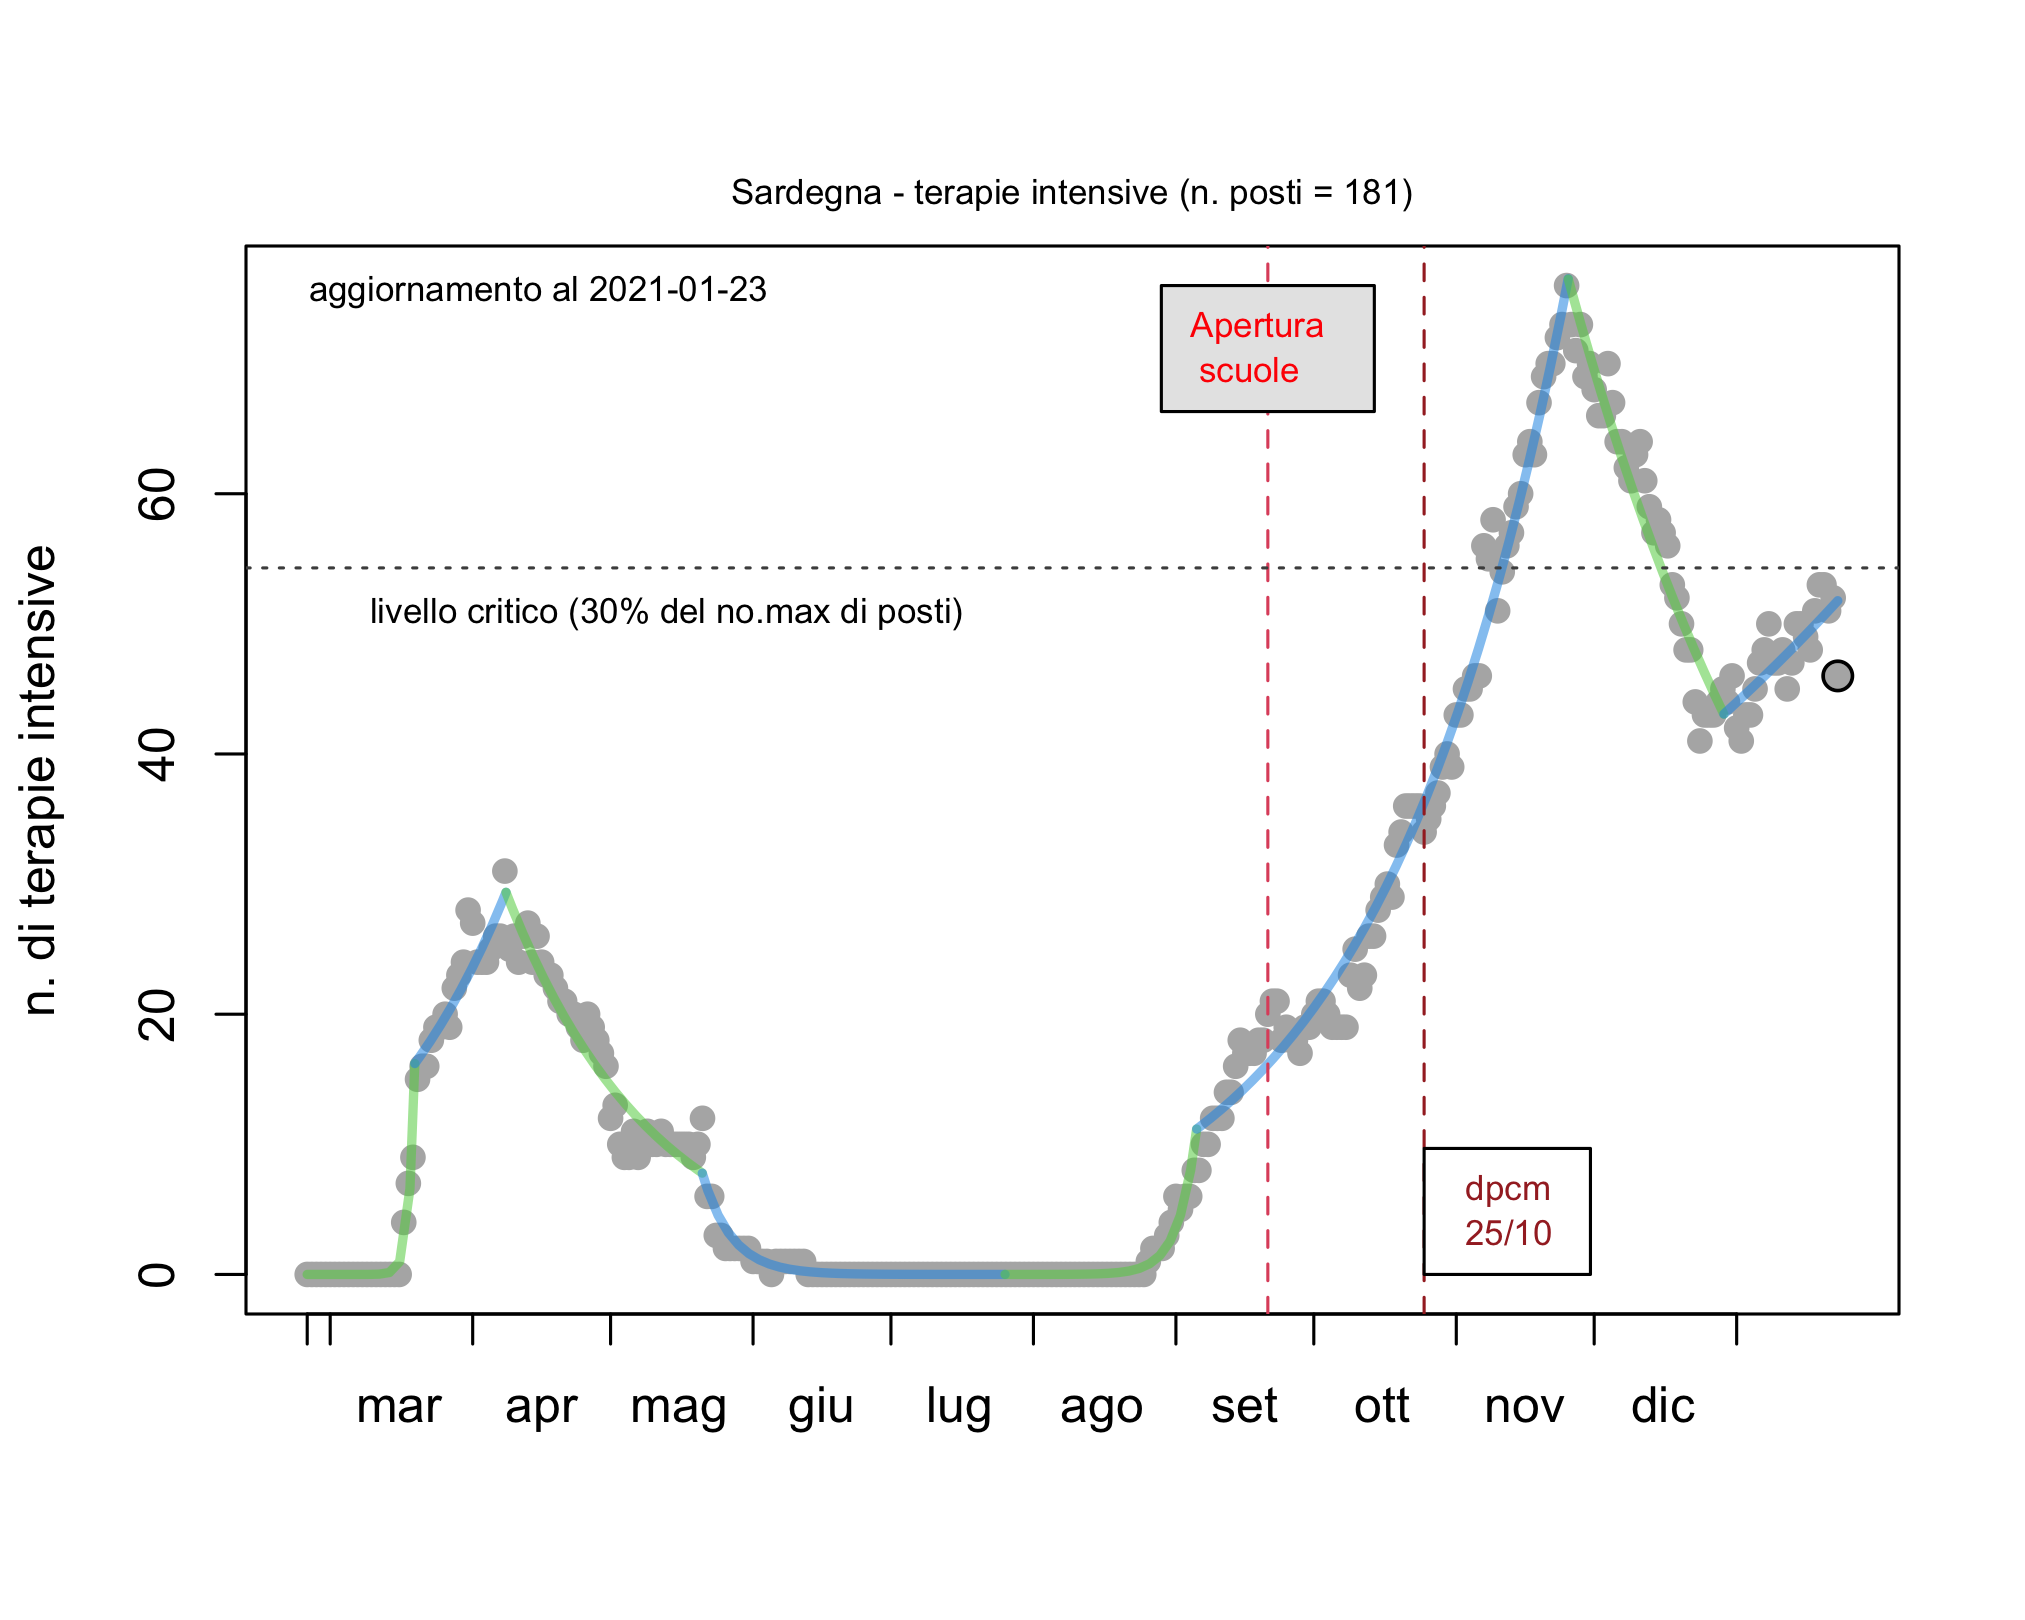 Sardegna - terapie intensive (n. posti = 181)
aggiornamento al 2021-01-23
Apertura
scuole
livello critico (30% del no.max di posti)
dpcm
25/10
n. di terapie intensive
60
40
20
0
mar apr mag giu lug ago set ott nov dic